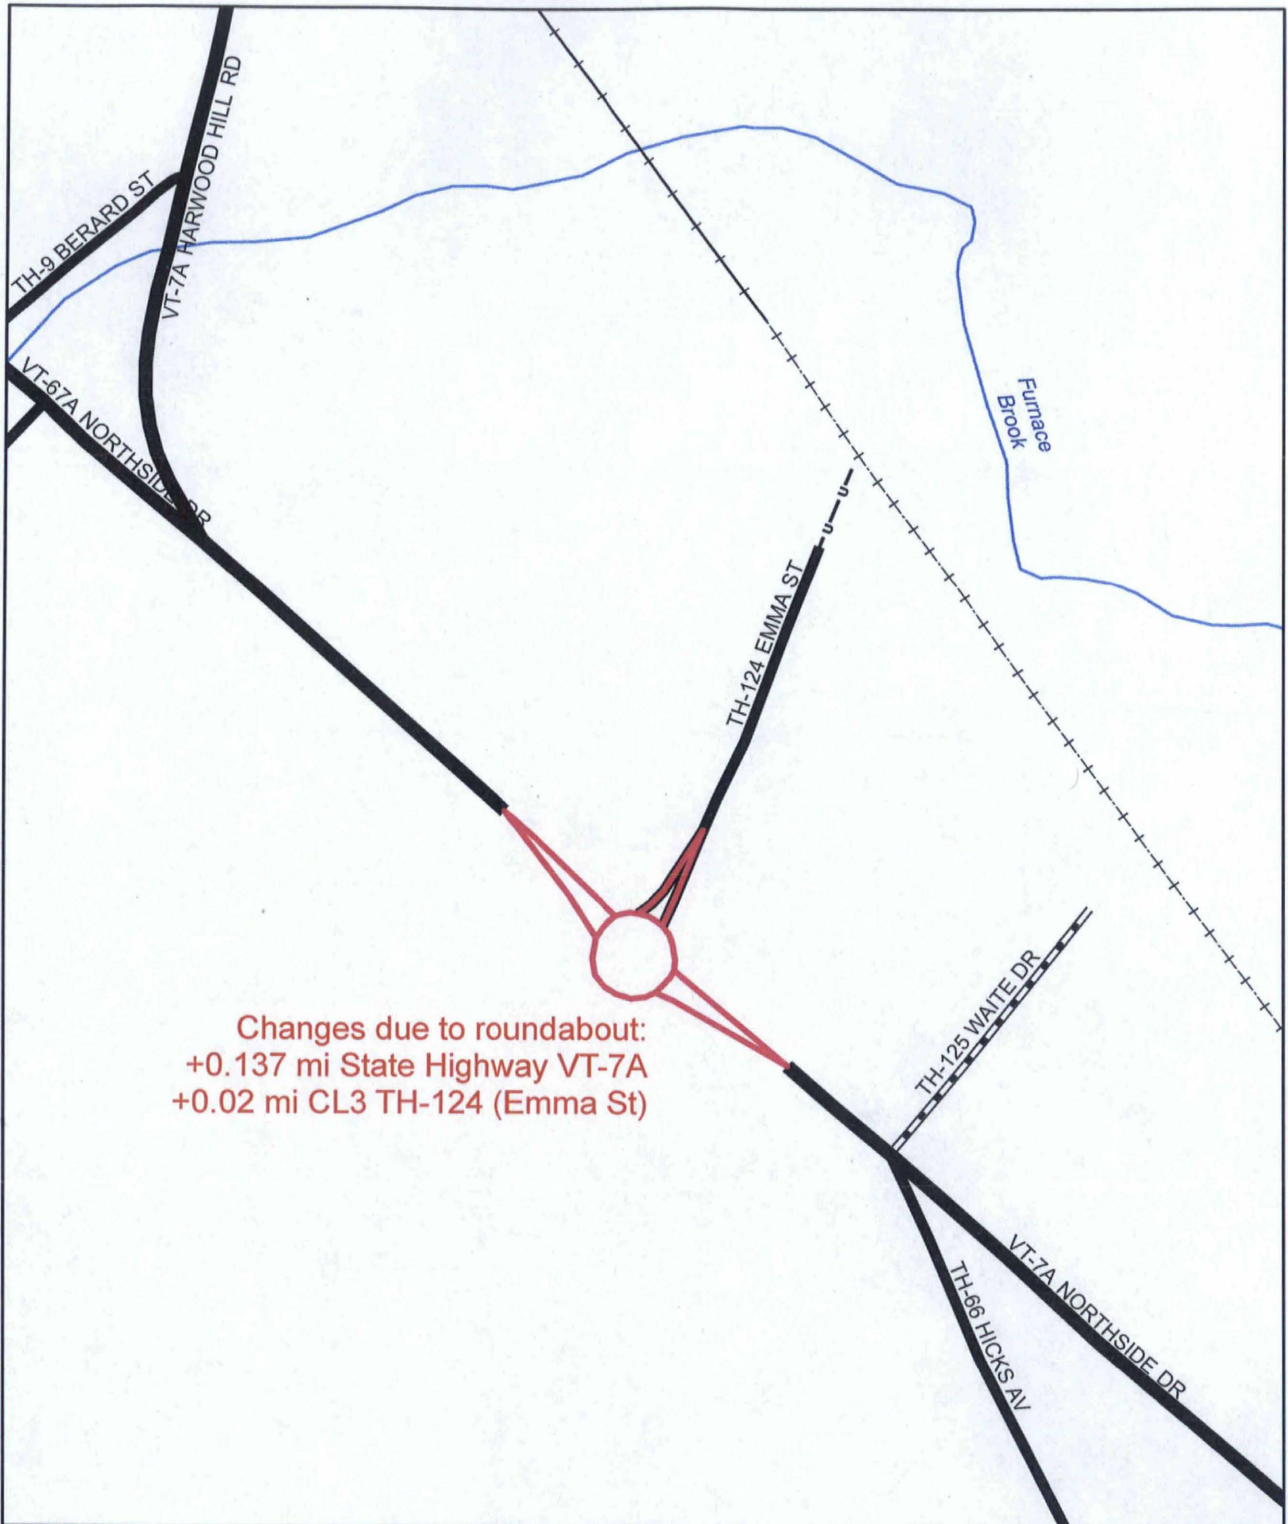 VT-7A HARWOOD HILL RD
TH-9 BERARD ST
VT-67A NORTHSIDE DR
Furnace
Brook
U
U
TH-124 EMMA ST
TH-125 WAITE DR
Changes due to roundabout:
+0.137 mi State Highway VT-7A
+0.02 mi CL3 TH-124 (Emma St)
VT-7A NORTHSIDE DR
TH-66 HICKS AV